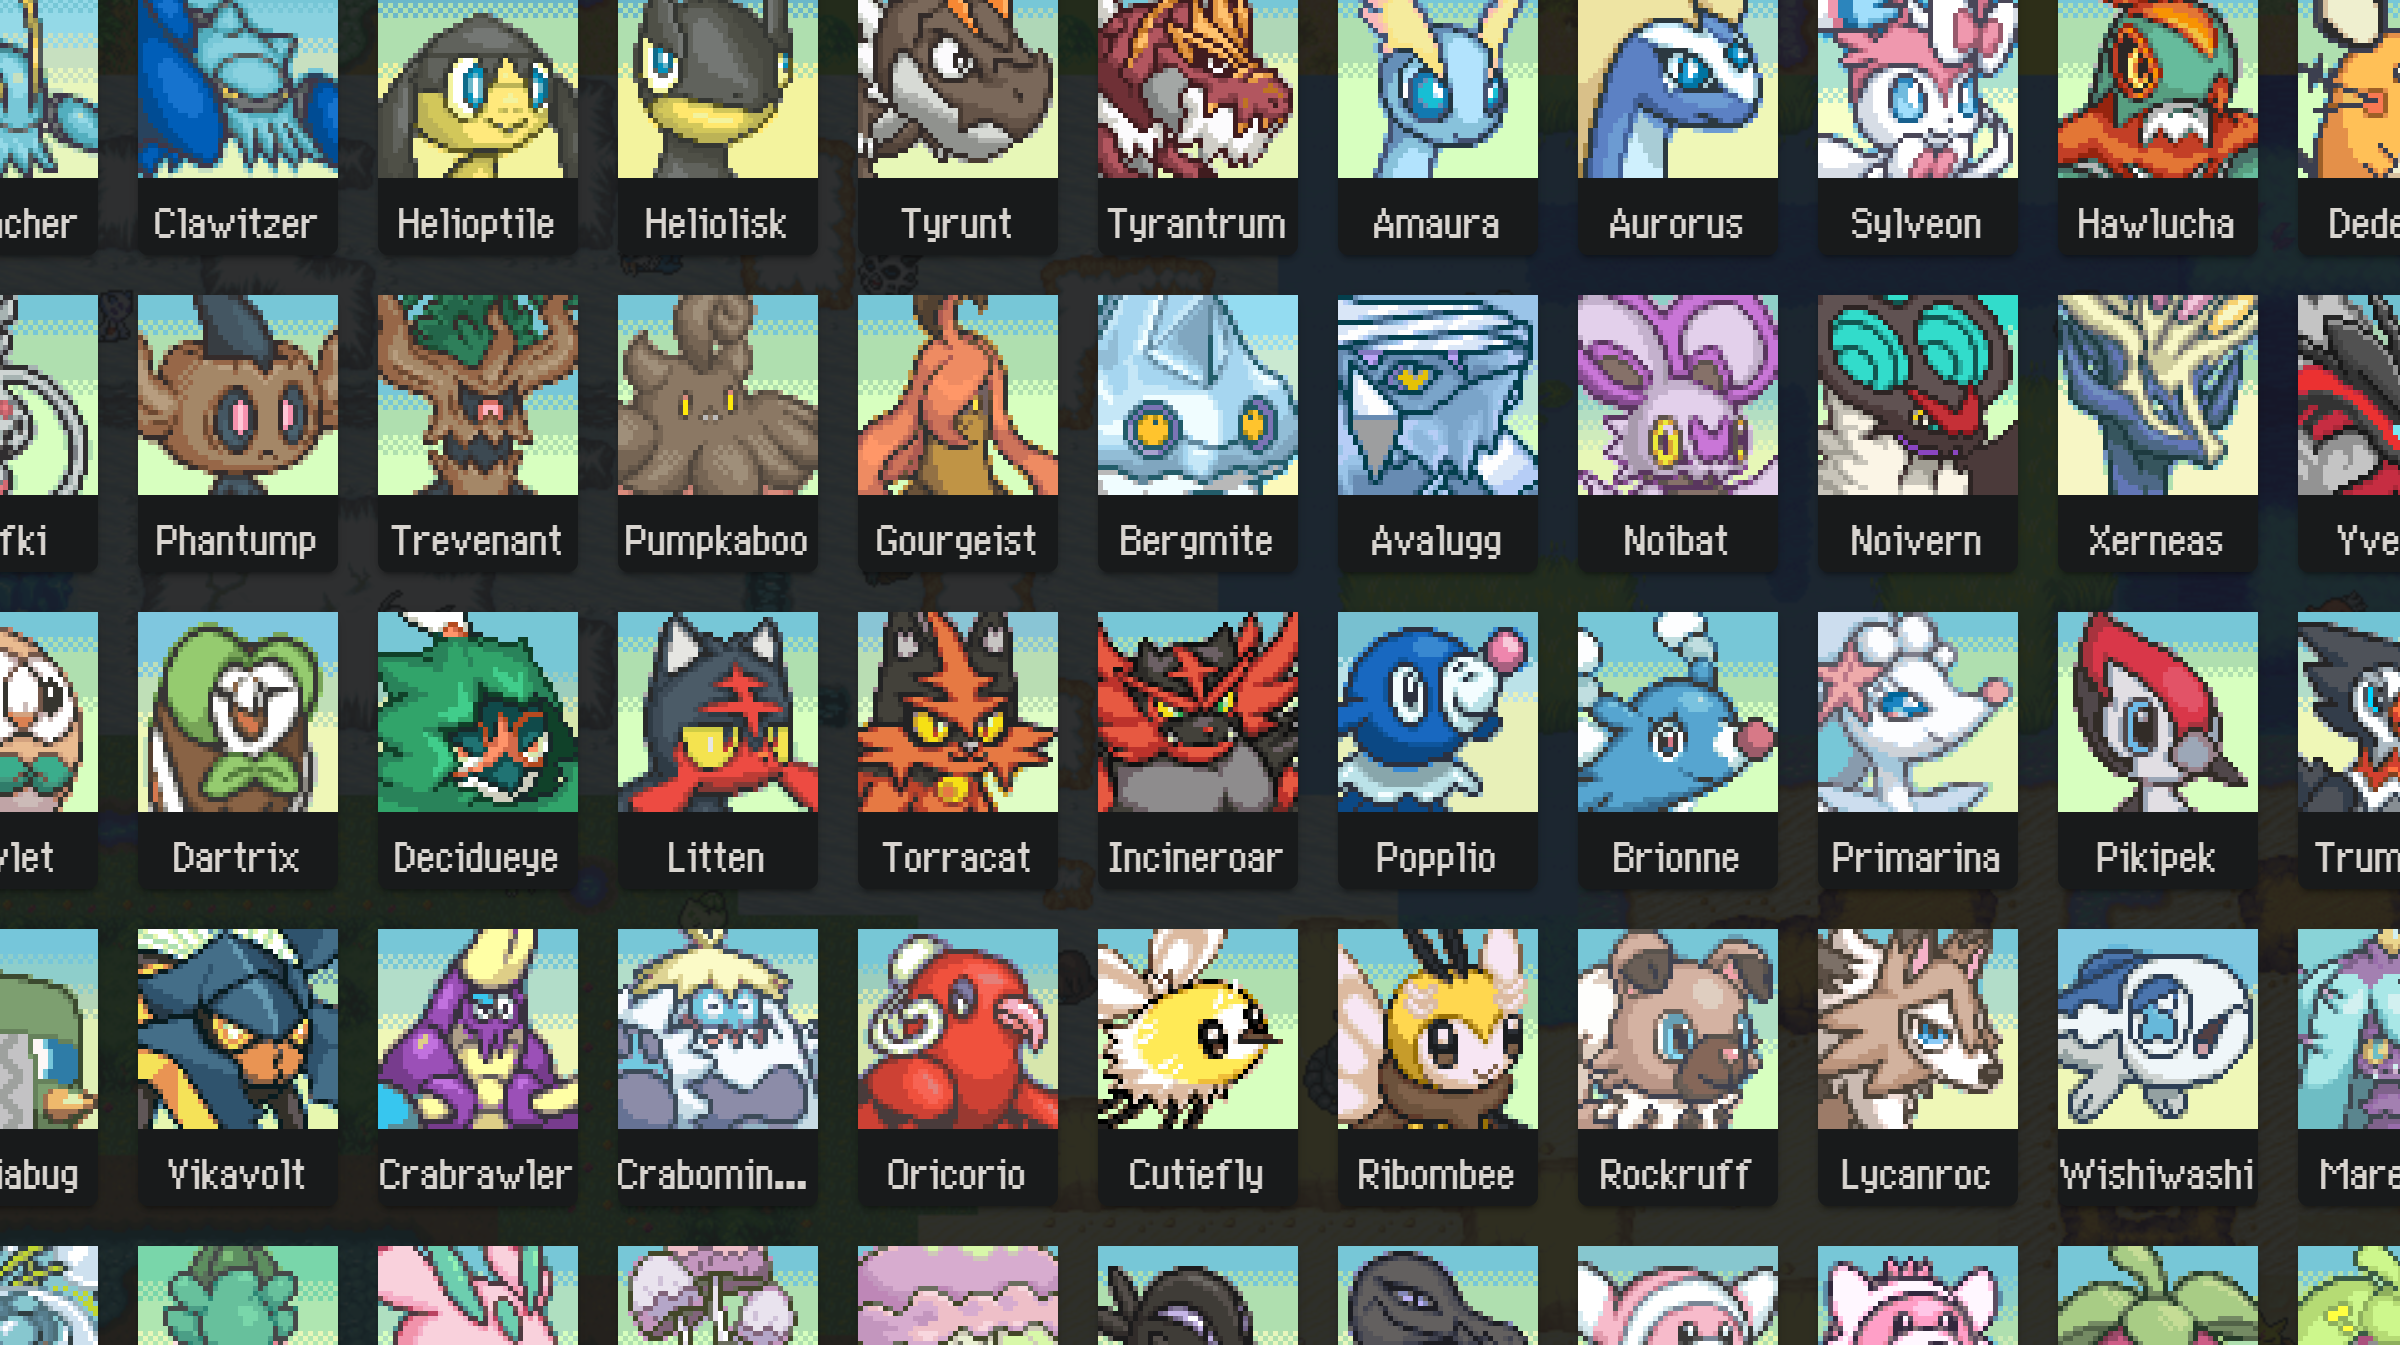 cher Clawitzer Helioptile Heliolisk Tyrunt Tyrantrum Amaura Aurorus Sylveon Hawlucha Dede
fki Phantump Trevenant Pumpkaboo Gourgeist Bergmite Avalugg Noibat Noivern Xerneas Yve
let Dartrix Decidueye Litten Torracat Incineroar Popplio Brionne Primarina Pikipek Trum
iabug Vikavolt Crabrawler Crabomin... Oricorio Cutiefly Ribombee Rockruff Lycanroc Wishiwashi Mare